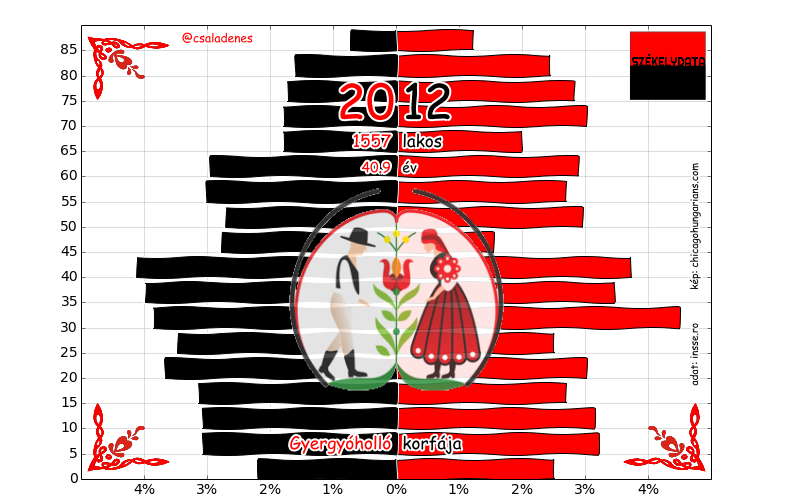 @csaladenes
SZÉKELYDATA
2012
1557 lakos
40.9 év
kép: chicagohungarians.com
adat: insse.ro
Gyergyóholló korfája
85
80
75
70
65
60
55
50
45
40
35
30
25
20
15
10
5
0
4% 3% 2% 1% 0% 1% 2% 3% 4%